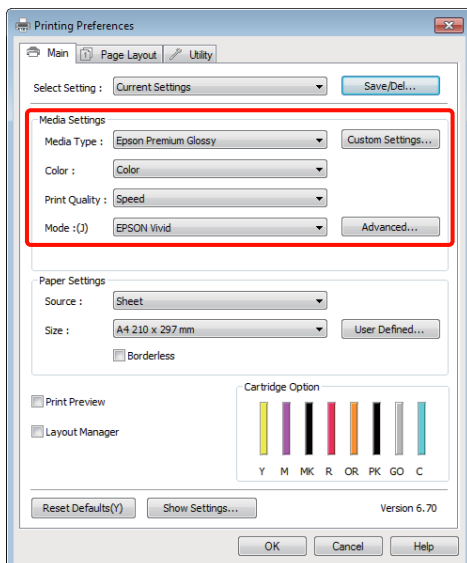 Printing Preferences
Main Page Layout Utility
Select Setting : Current Settings Save/Del...
Media Settings
Media Type : Epson Premium Glossy Custom Settings...
Color : Color
Print Quality : Speed
Mode :(J) EPSON Vivid Advanced...
Paper Settings
Source : Sheet
Size : A4 210 x 297 mm User Defined...
Borderless
Cartridge Option
Print Preview
Layout Manager
Y M MK R OR PK GO C
Reset Defaults(Y) Show Settings... Version 6.70
OK Cancel Help